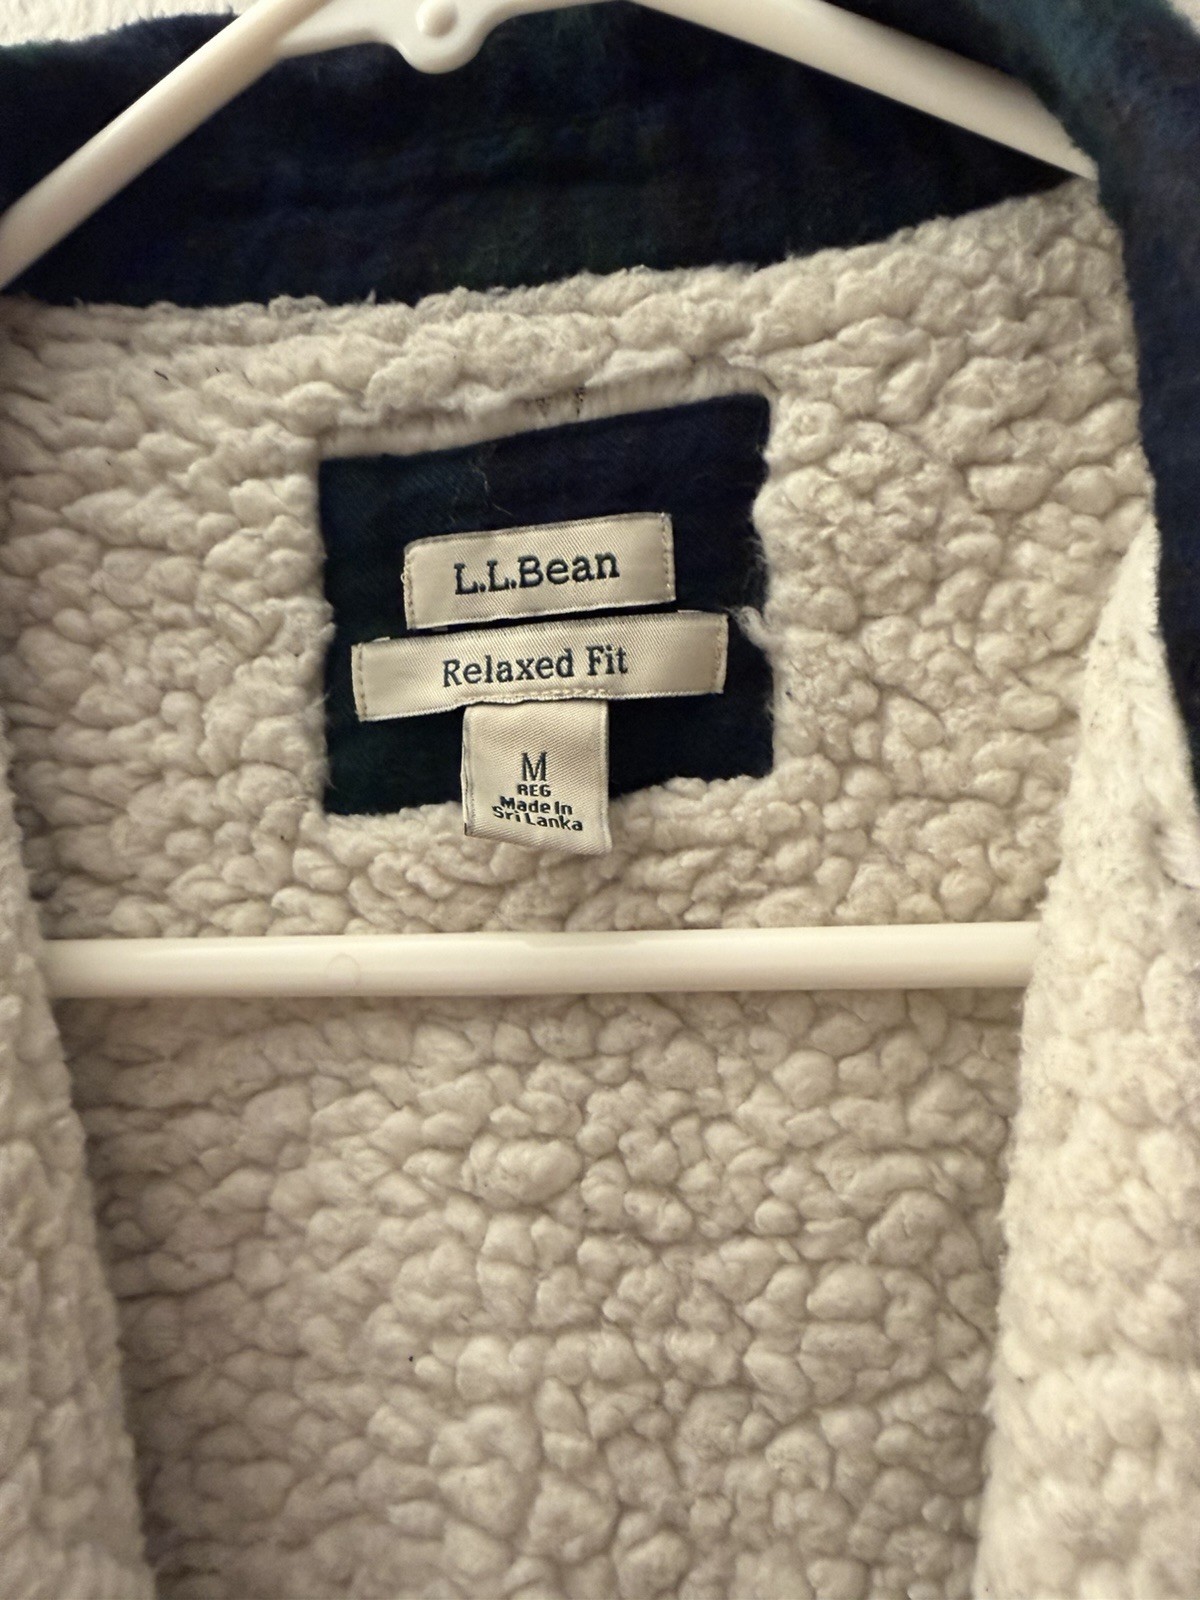 L.L.Bean
Relaxed Fit
M
REG
Made In
Sri Lanka